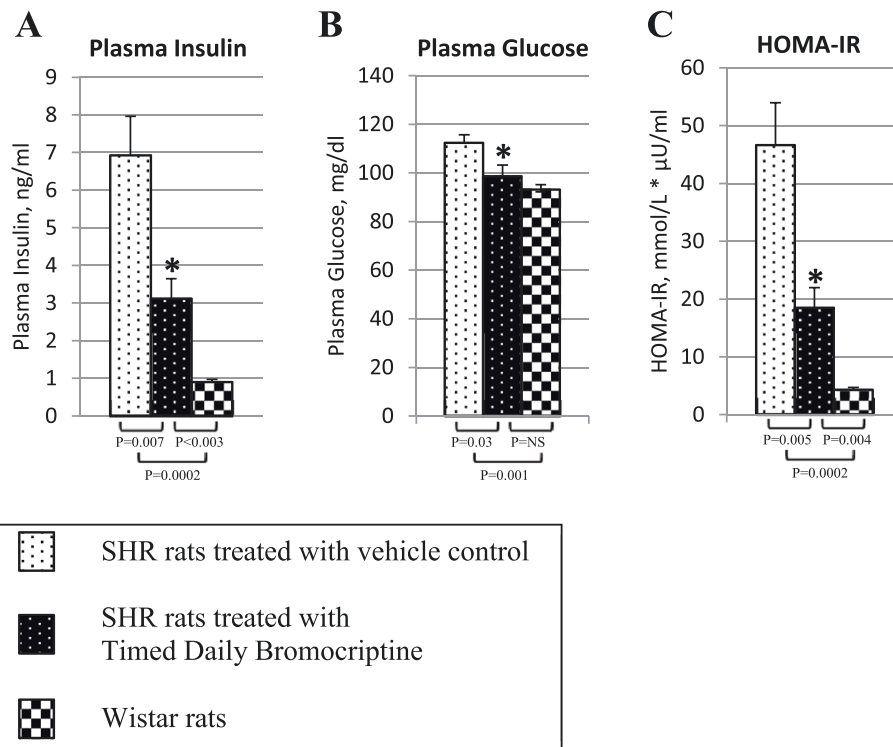 A
Plasma Insulin
Plasma Insulin, ng/ml
9
8
7
6
5
4
3
2
1
0
*
P=0.007
P<0.003
P=0.0002
B
Plasma Glucose
Plasma Glucose, mg/dl
140
120
100
80
60
40
20
0
*
P=0.03
P=NS
P=0.001
C
HOMA-IR
HOMA-IR, mmol/L * µU/ml
60
50
40
30
20
10
0
*
P=0.005
P=0.004
P=0.0002
SHR rats treated with vehicle control
SHR rats treated with
Timed Daily Bromocriptine
Wistar rats